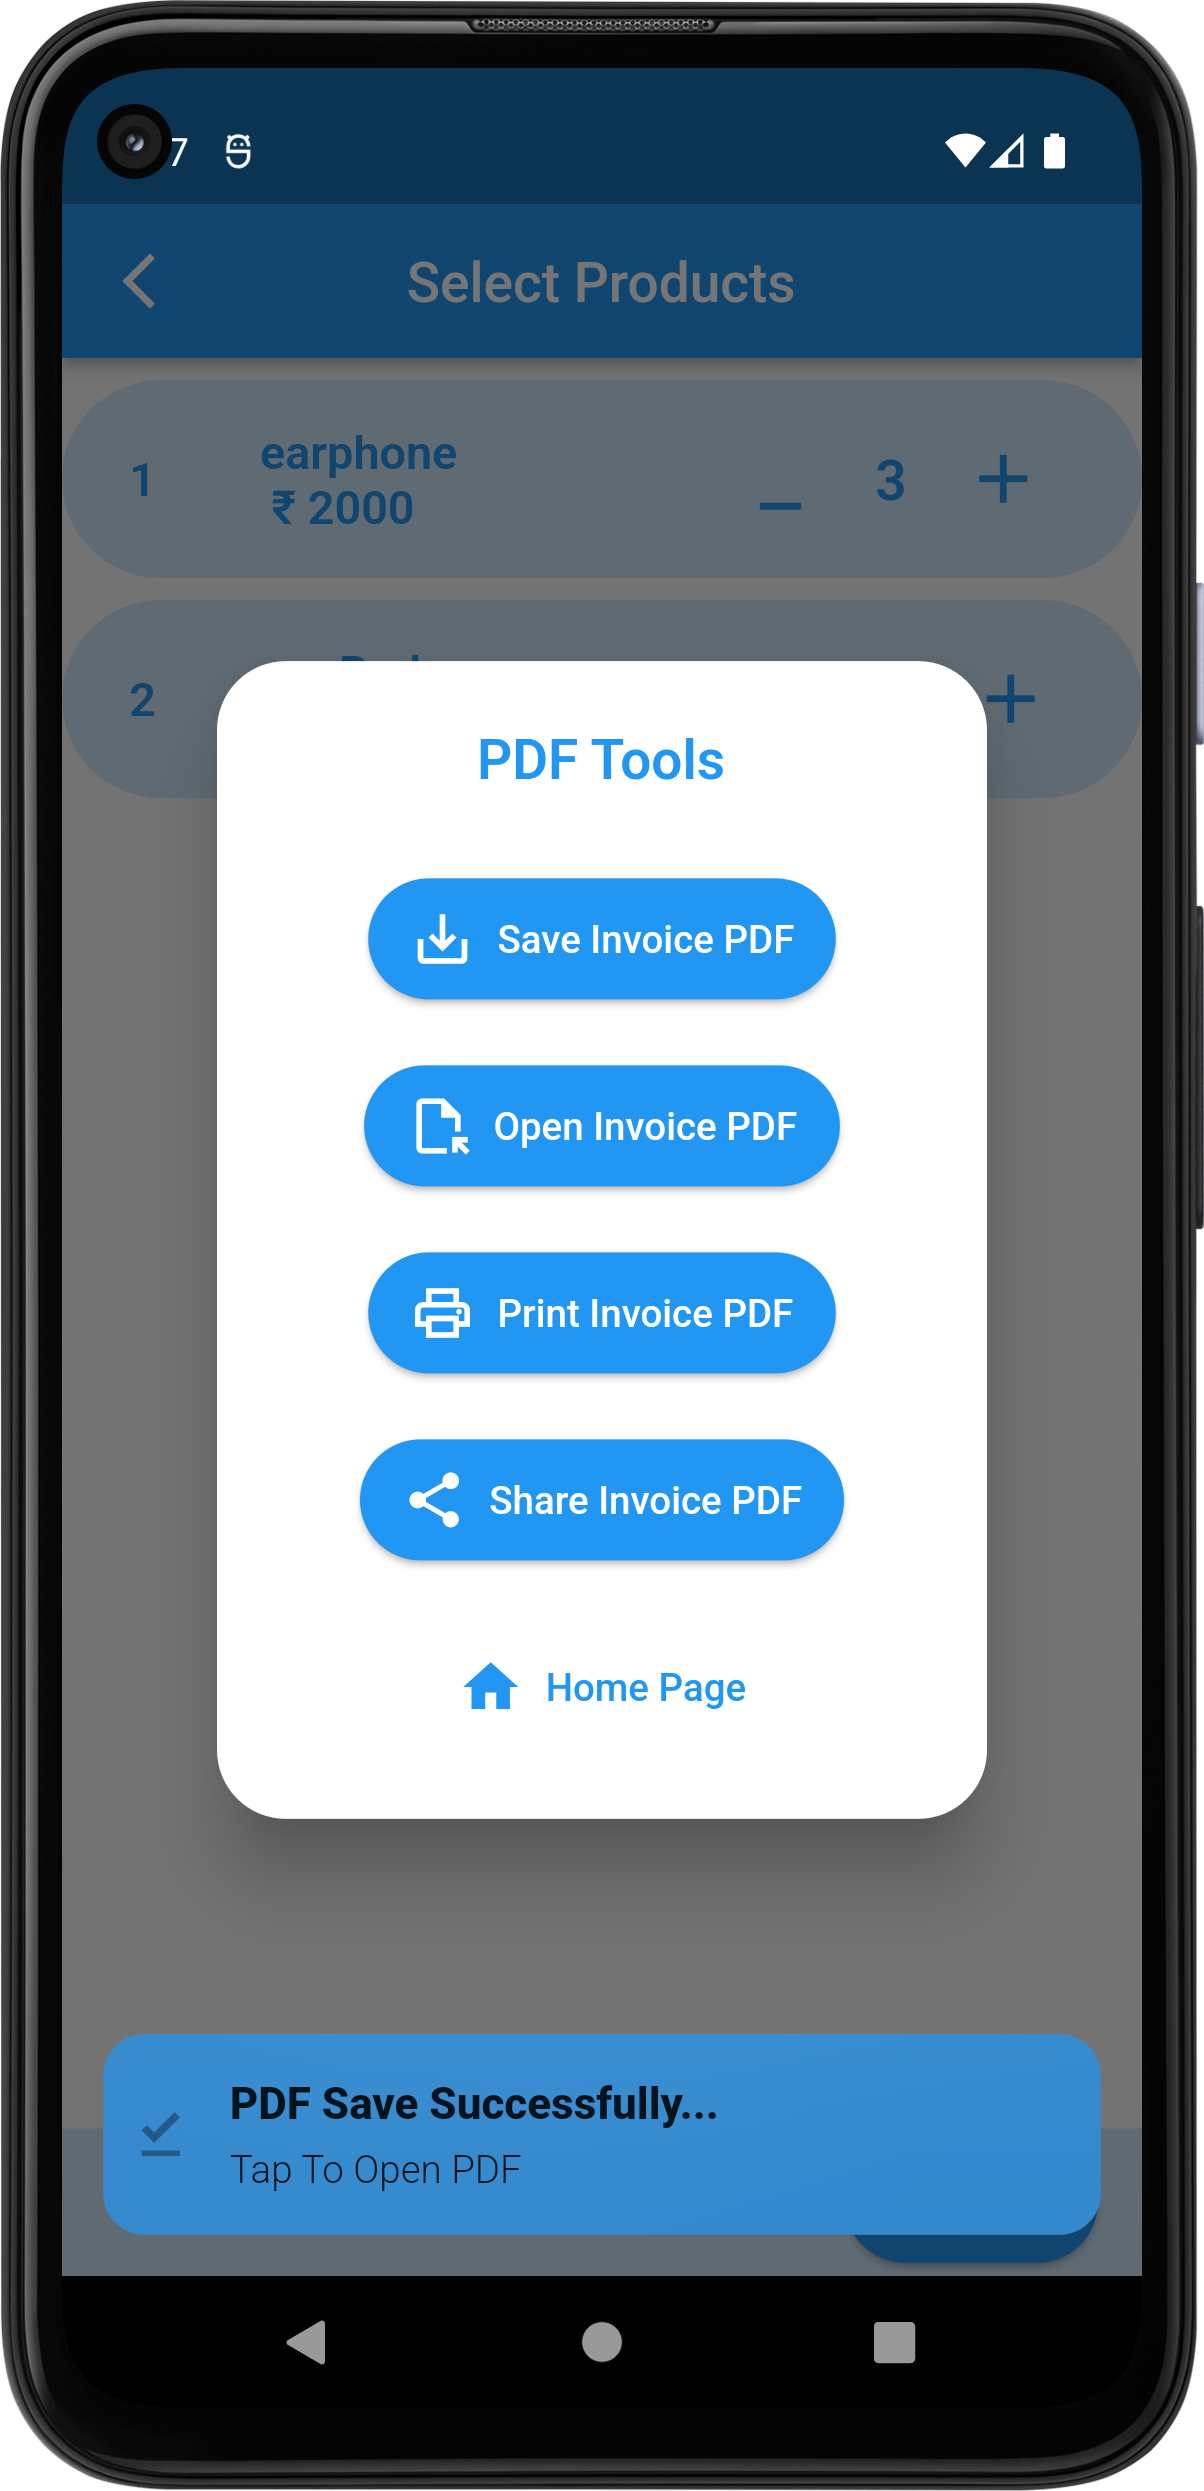 7
Select Products
1
earphone
₹ 2000
3
2
PDF Tools
Save Invoice PDF
Open Invoice PDF
Print Invoice PDF
Share Invoice PDF
Home Page
PDF Save Successfully...
Tap To Open PDF